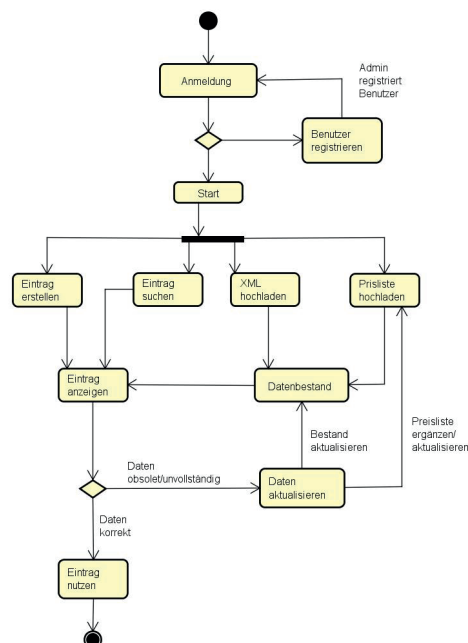 Anmeldung
Admin
registriert
Benutzer
Benutzer
registrieren
Start
Eintrag
erstellen
Eintrag
suchen
XML
hochladen
Prisliste
hochladen
Eintrag
anzeigen
Datenbestand
Bestand
aktualisieren
Preisliste
ergänzen/
aktualisieren
Daten
obsolet/unvollständig
Daten
aktualisieren
Daten
korrekt
Eintrag
nutzen